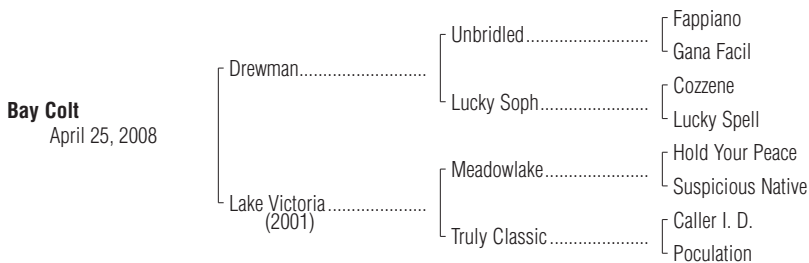 Bay Colt
April 25, 2008
Drewman
Lake Victoria
(2001)
Unbridled
Lucky Soph
Meadowlake
Truly Classic
Fappiano
Gana Facil
Cozzene
Lucky Spell
Hold Your Peace
Suspicious Native
Caller I. D.
Poculation